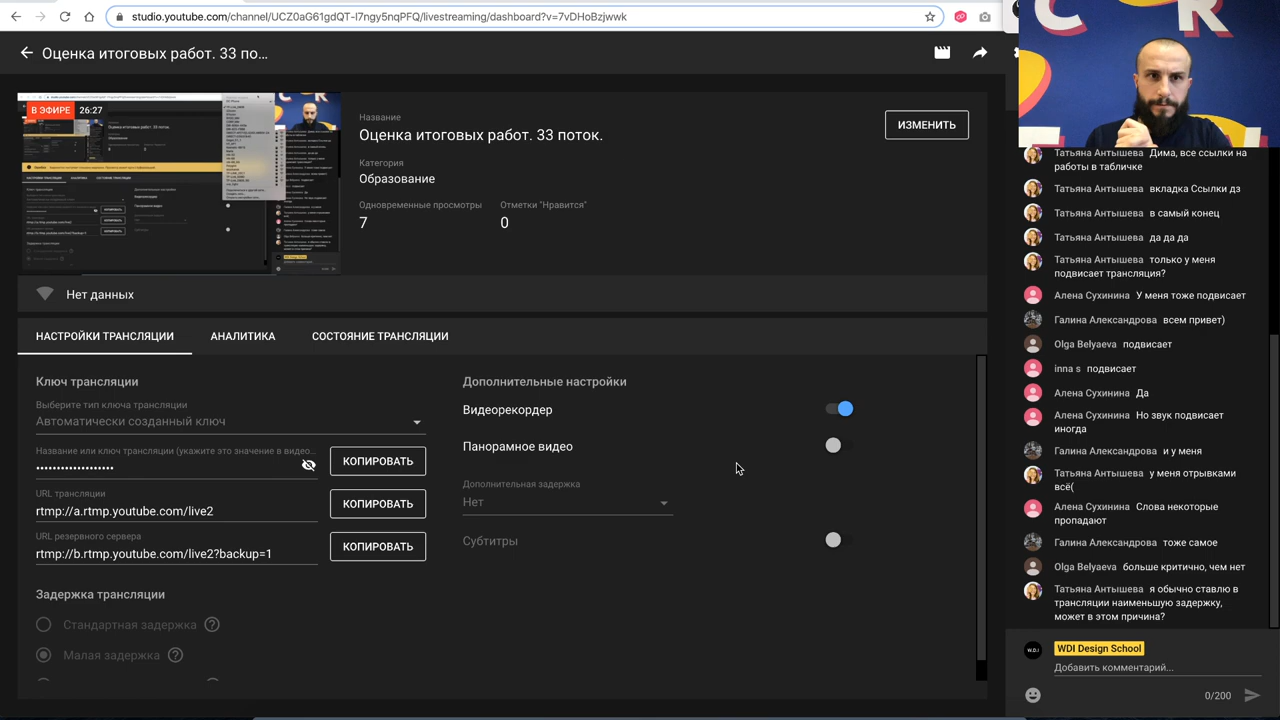 studio.youtube.com/channel/UCZ0aG61gdQT-I7ngy5nqPFQ/livestreaming/dashboard?v=7vDHoBzjwwk
Оценка итоговых работ. 33 по...
В ЭФИРЕ 26:27
Название
Оценка итоговых работ. 33 поток.
Категория
Образование
Одновременные просмотры
Отметки "Нравится"
7
0
ИЗМЕНИТЬ
Нет данных
НАСТРОЙКИ ТРАНСЛЯЦИИ
АНАЛИТИКА
СОСТОЯНИЕ ТРАНСЛЯЦИИ
Ключ трансляции
Выберите тип ключа трансляции
Автоматически созданный ключ
Название или ключ трансляции (укажите это значение в видео...
КОПИРОВАТЬ
URL трансляции
rtmp://a.rtmp.youtube.com/live2
КОПИРОВАТЬ
URL резервного сервера
rtmp://b.rtmp.youtube.com/live2?backup=1
КОПИРОВАТЬ
Задержка трансляции
Стандартная задержка
Малая задержка
Дополнительные настройки
Видеорекордер
Панорамное видео
Дополнительная задержка
Нет
Субтитры
Татьяна Антышева Дима все ссылки на
работы в табличке
Татьяна Антышева вкладка Ссылки да
Татьяна Антышева в самый конец
Татьяна Антышева да да да
Татьяна Антышева только у меня
подвисает трансляция?
Алена Сухинина У меня тоже подвисает
Галина Александрова всем привет)
Olga Belyaeva подвисает
inna s подвисает
Алена Сухинина Да
Алена Сухинина Но звук подвисает
иногда
Галина Александрова и у меня
Татьяна Антышева у меня отрывками
всё(
Алена Сухинина Слова некоторые
пропадают
Галина Александрова тоже самое
Olga Belyaeva больше критично, чем нет
Татьяна Антышева я обычно ставлю в
трансляции наименьшую задержку,
может в этом причина?
W.D.I
WDI Design School
Добавить комментарий...
0/200